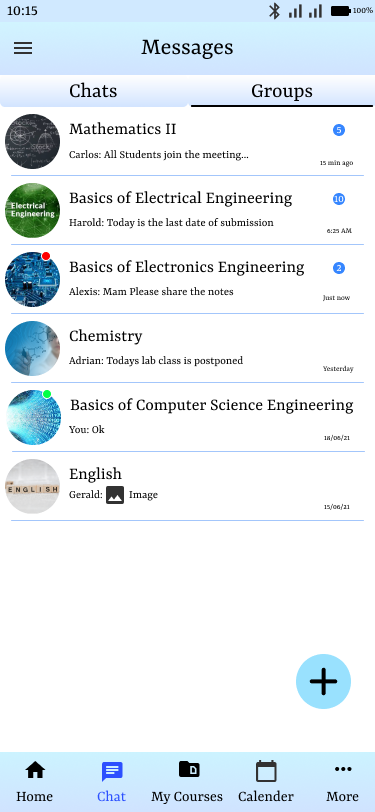 10:15 100%
Messages
Chats Groups
Mathematics II 5
Carlos: All Students join the meeting...
15 min ago
iStock
Basics of Electrical Engineering 10
Electrical
Engineering
Harold: Today is the last date of submission
6:25 AM
Basics of Electronics Engineering 2
Alexis: Mam Please share the notes
Just now
Chemistry
Adrian: Todays lab class is postponed
Yesterday
Basics of Computer Science Engineering
You: Ok
18/06/21
English
ENGLISH
Gerald: Image
15/06/21
Home Chat My Courses Calender More